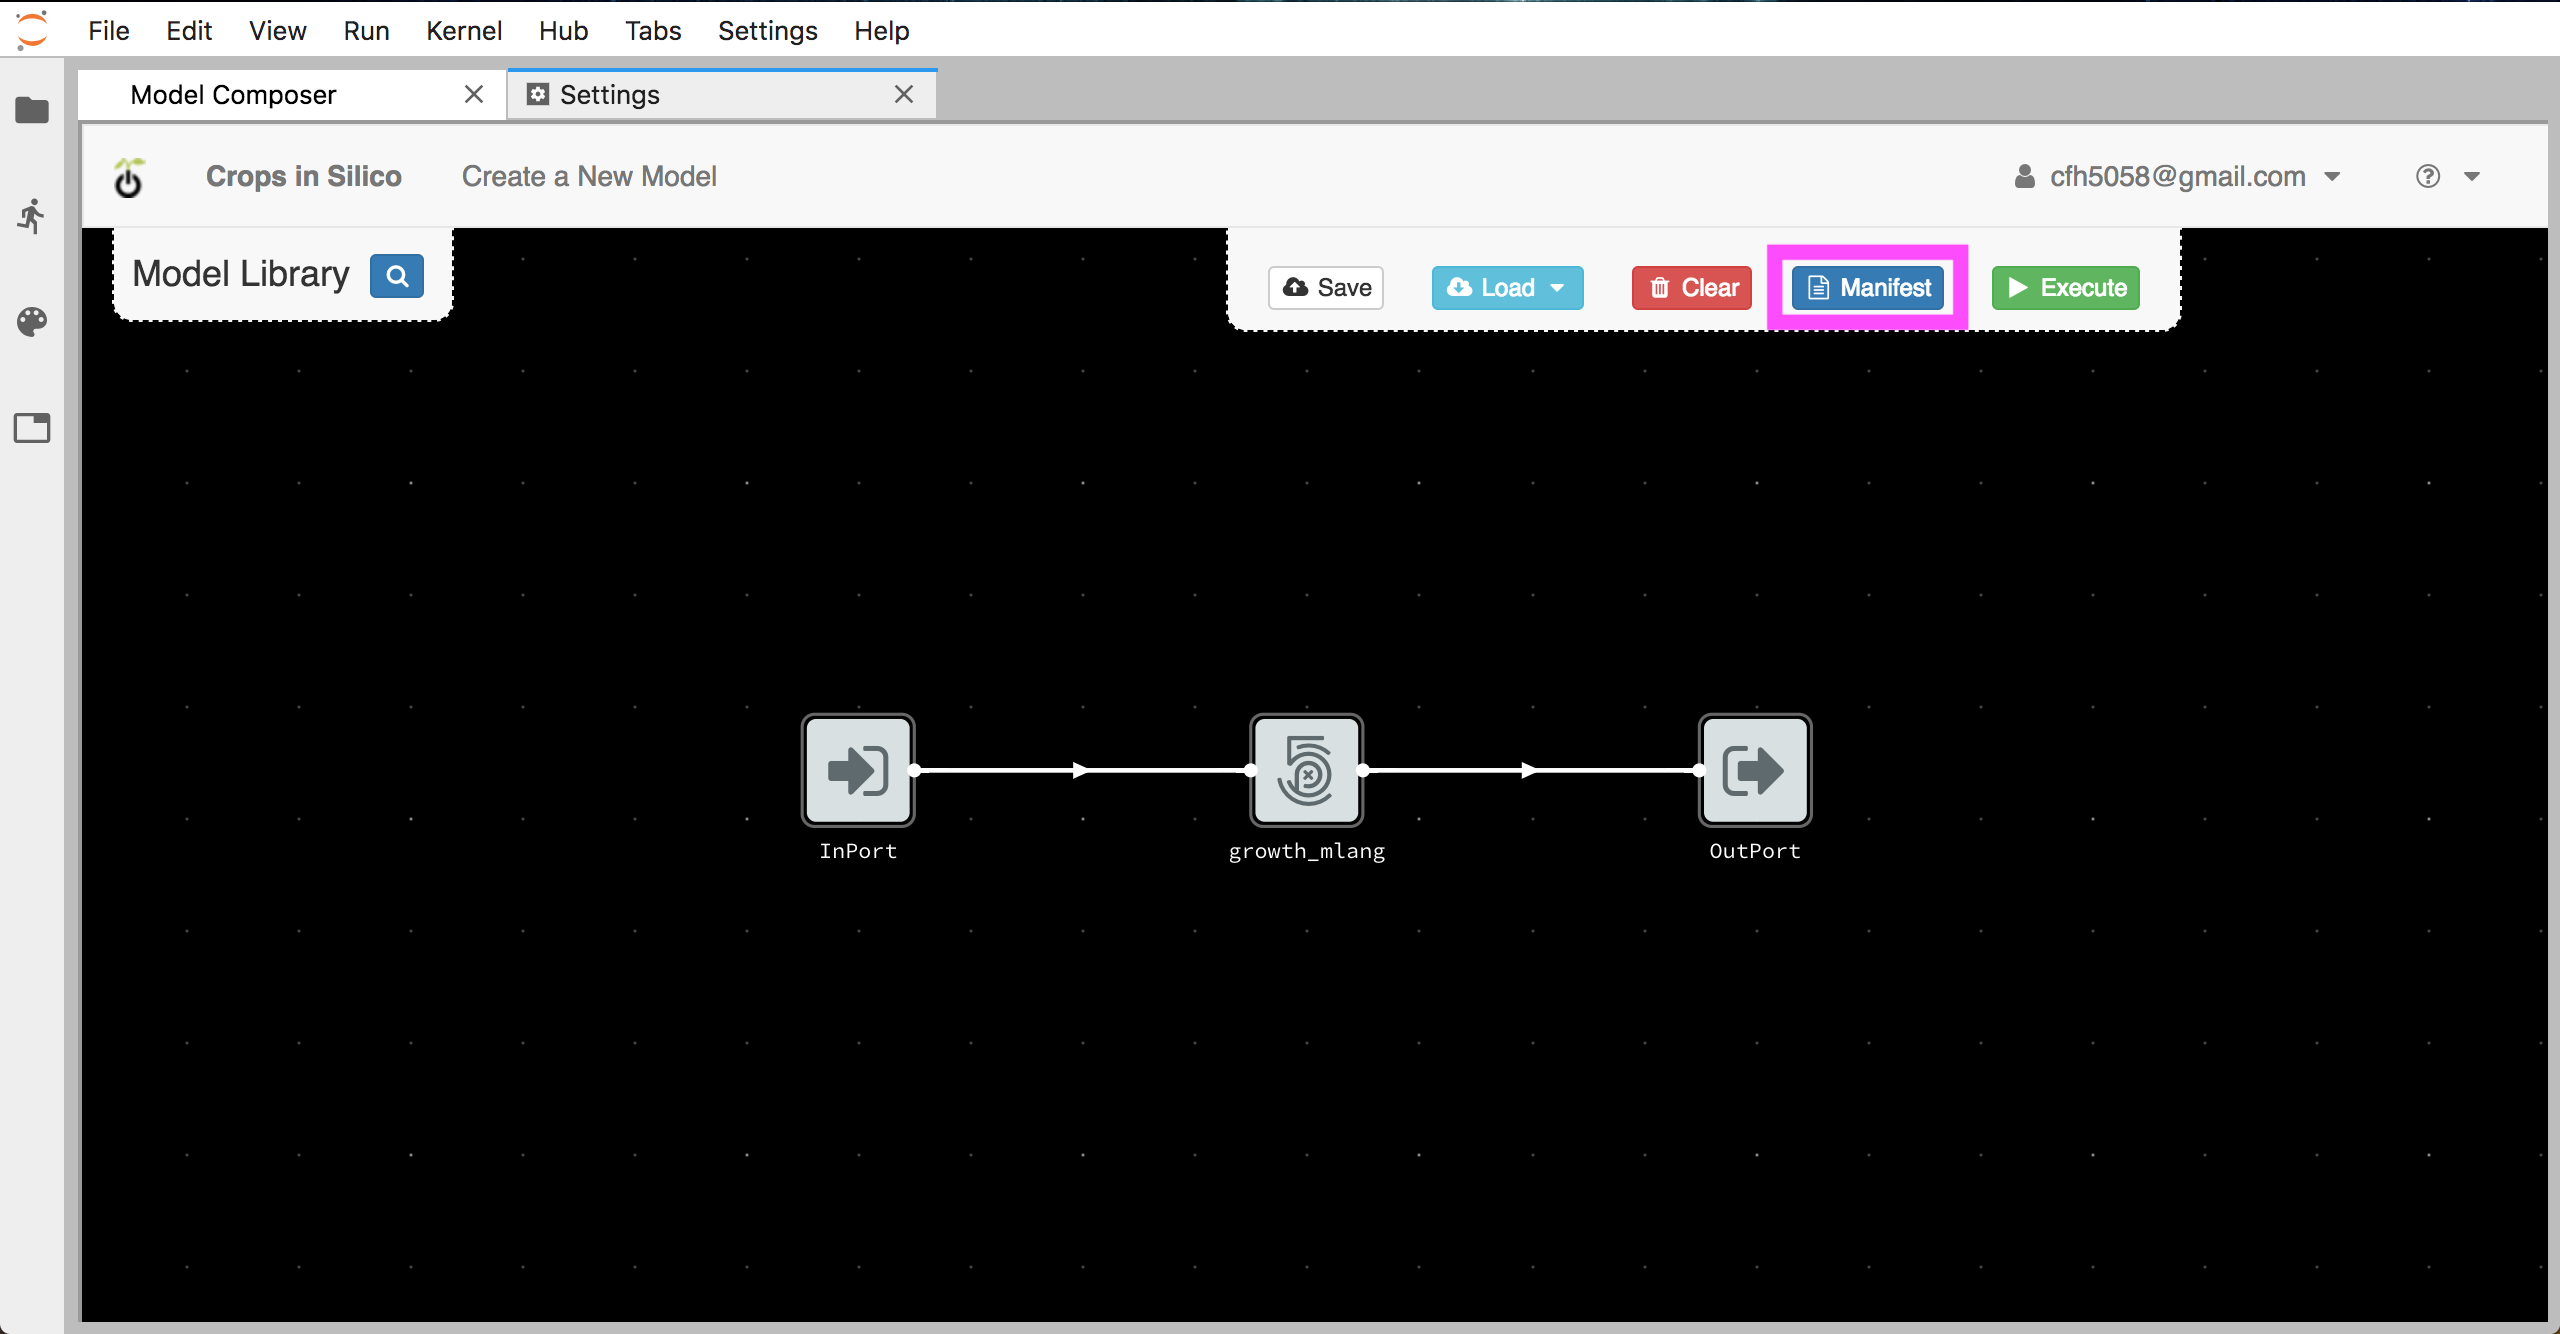 File Edit View Run Kernel Hub Tabs Settings Help
Model Composer Settings
Crops in Silico Create a New Model cfh5058@gmail.com
Model Library Save Load Clear Manifest Execute
InPort growth_mlang OutPort